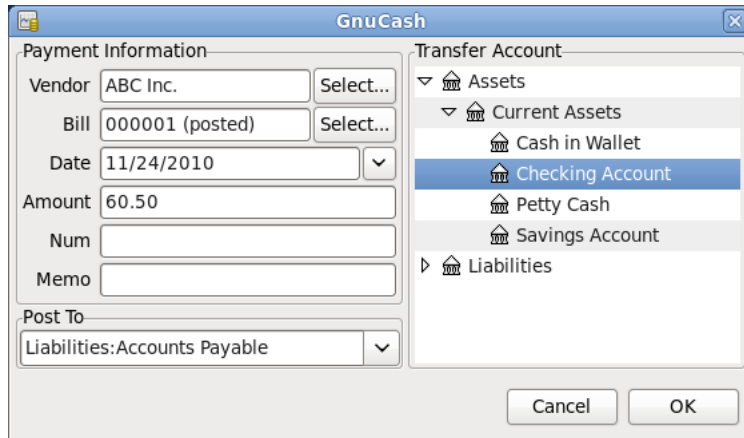 GnuCash
Payment Information
Vendor ABC Inc. Select...
Bill 000001 (posted) Select...
Date 11/24/2010
Amount 60.50
Num
Memo
Post To
Liabilities:Accounts Payable
Transfer Account
Assets
Current Assets
Cash in Wallet
Checking Account
Petty Cash
Savings Account
Liabilities
Cancel OK